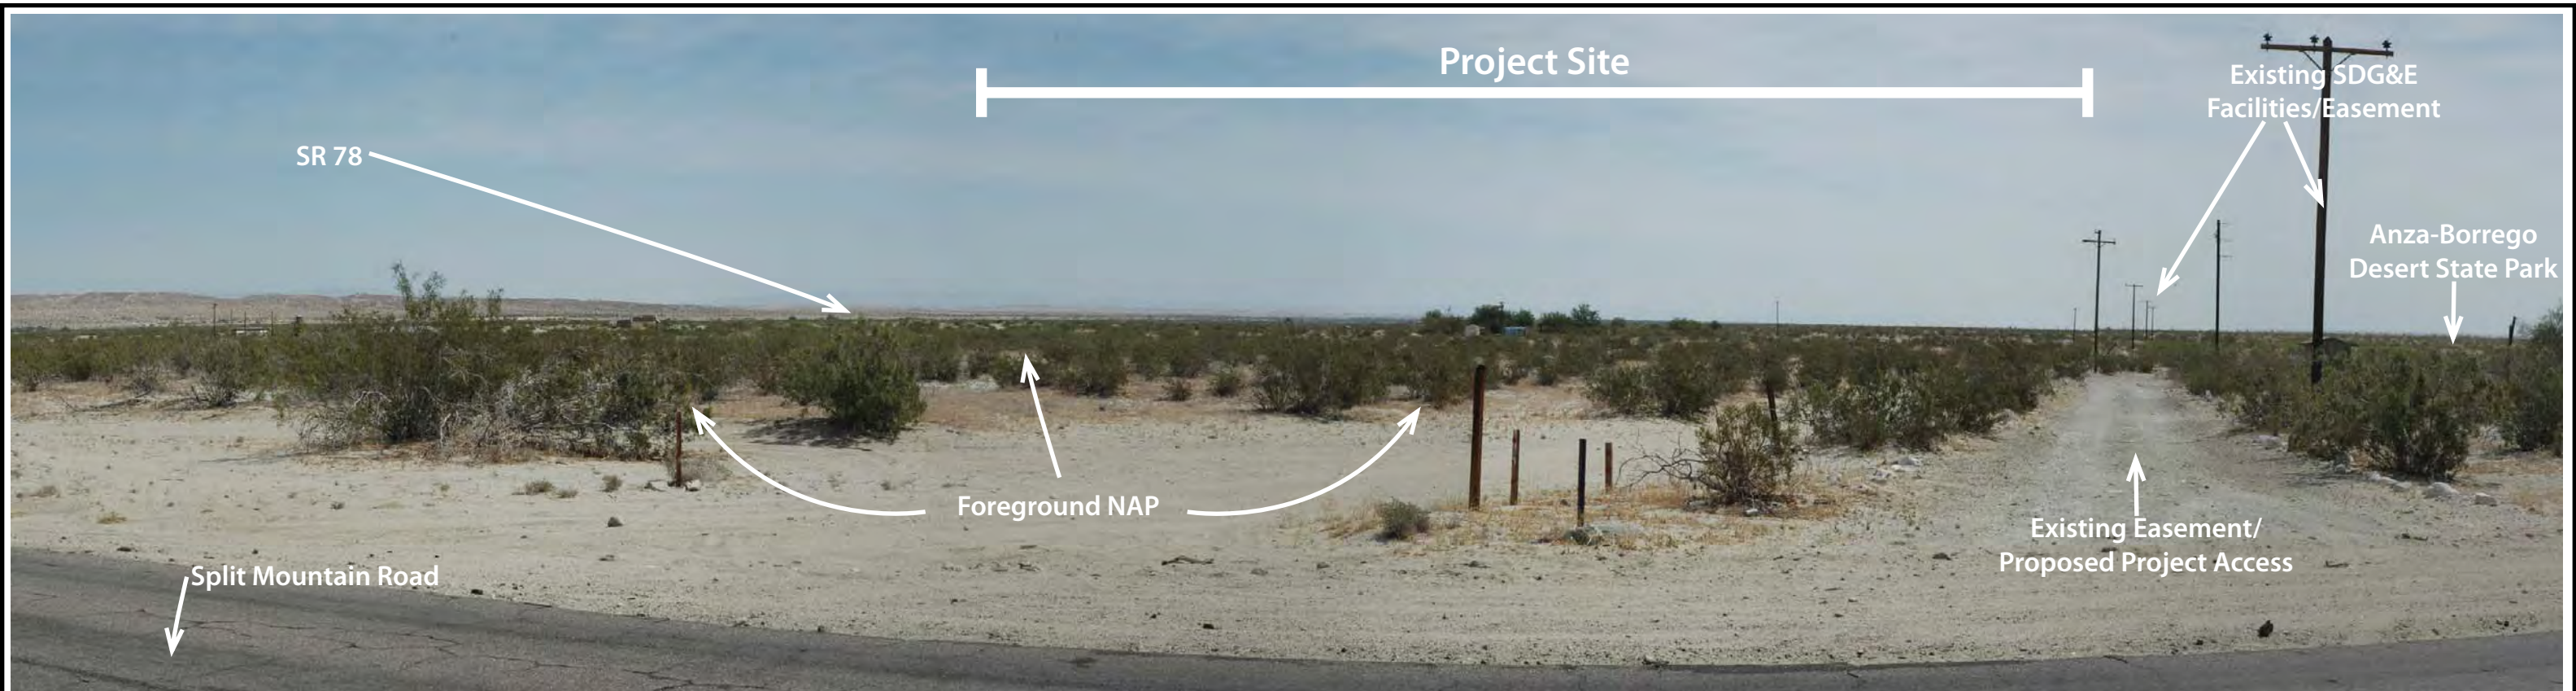 Project Site
Existing SDG&E
Facilities/Easement
SR 78
Anza-Borrego
Desert State Park
Foreground NAP
Existing Easement/
Proposed Project Access
Split Mountain Road